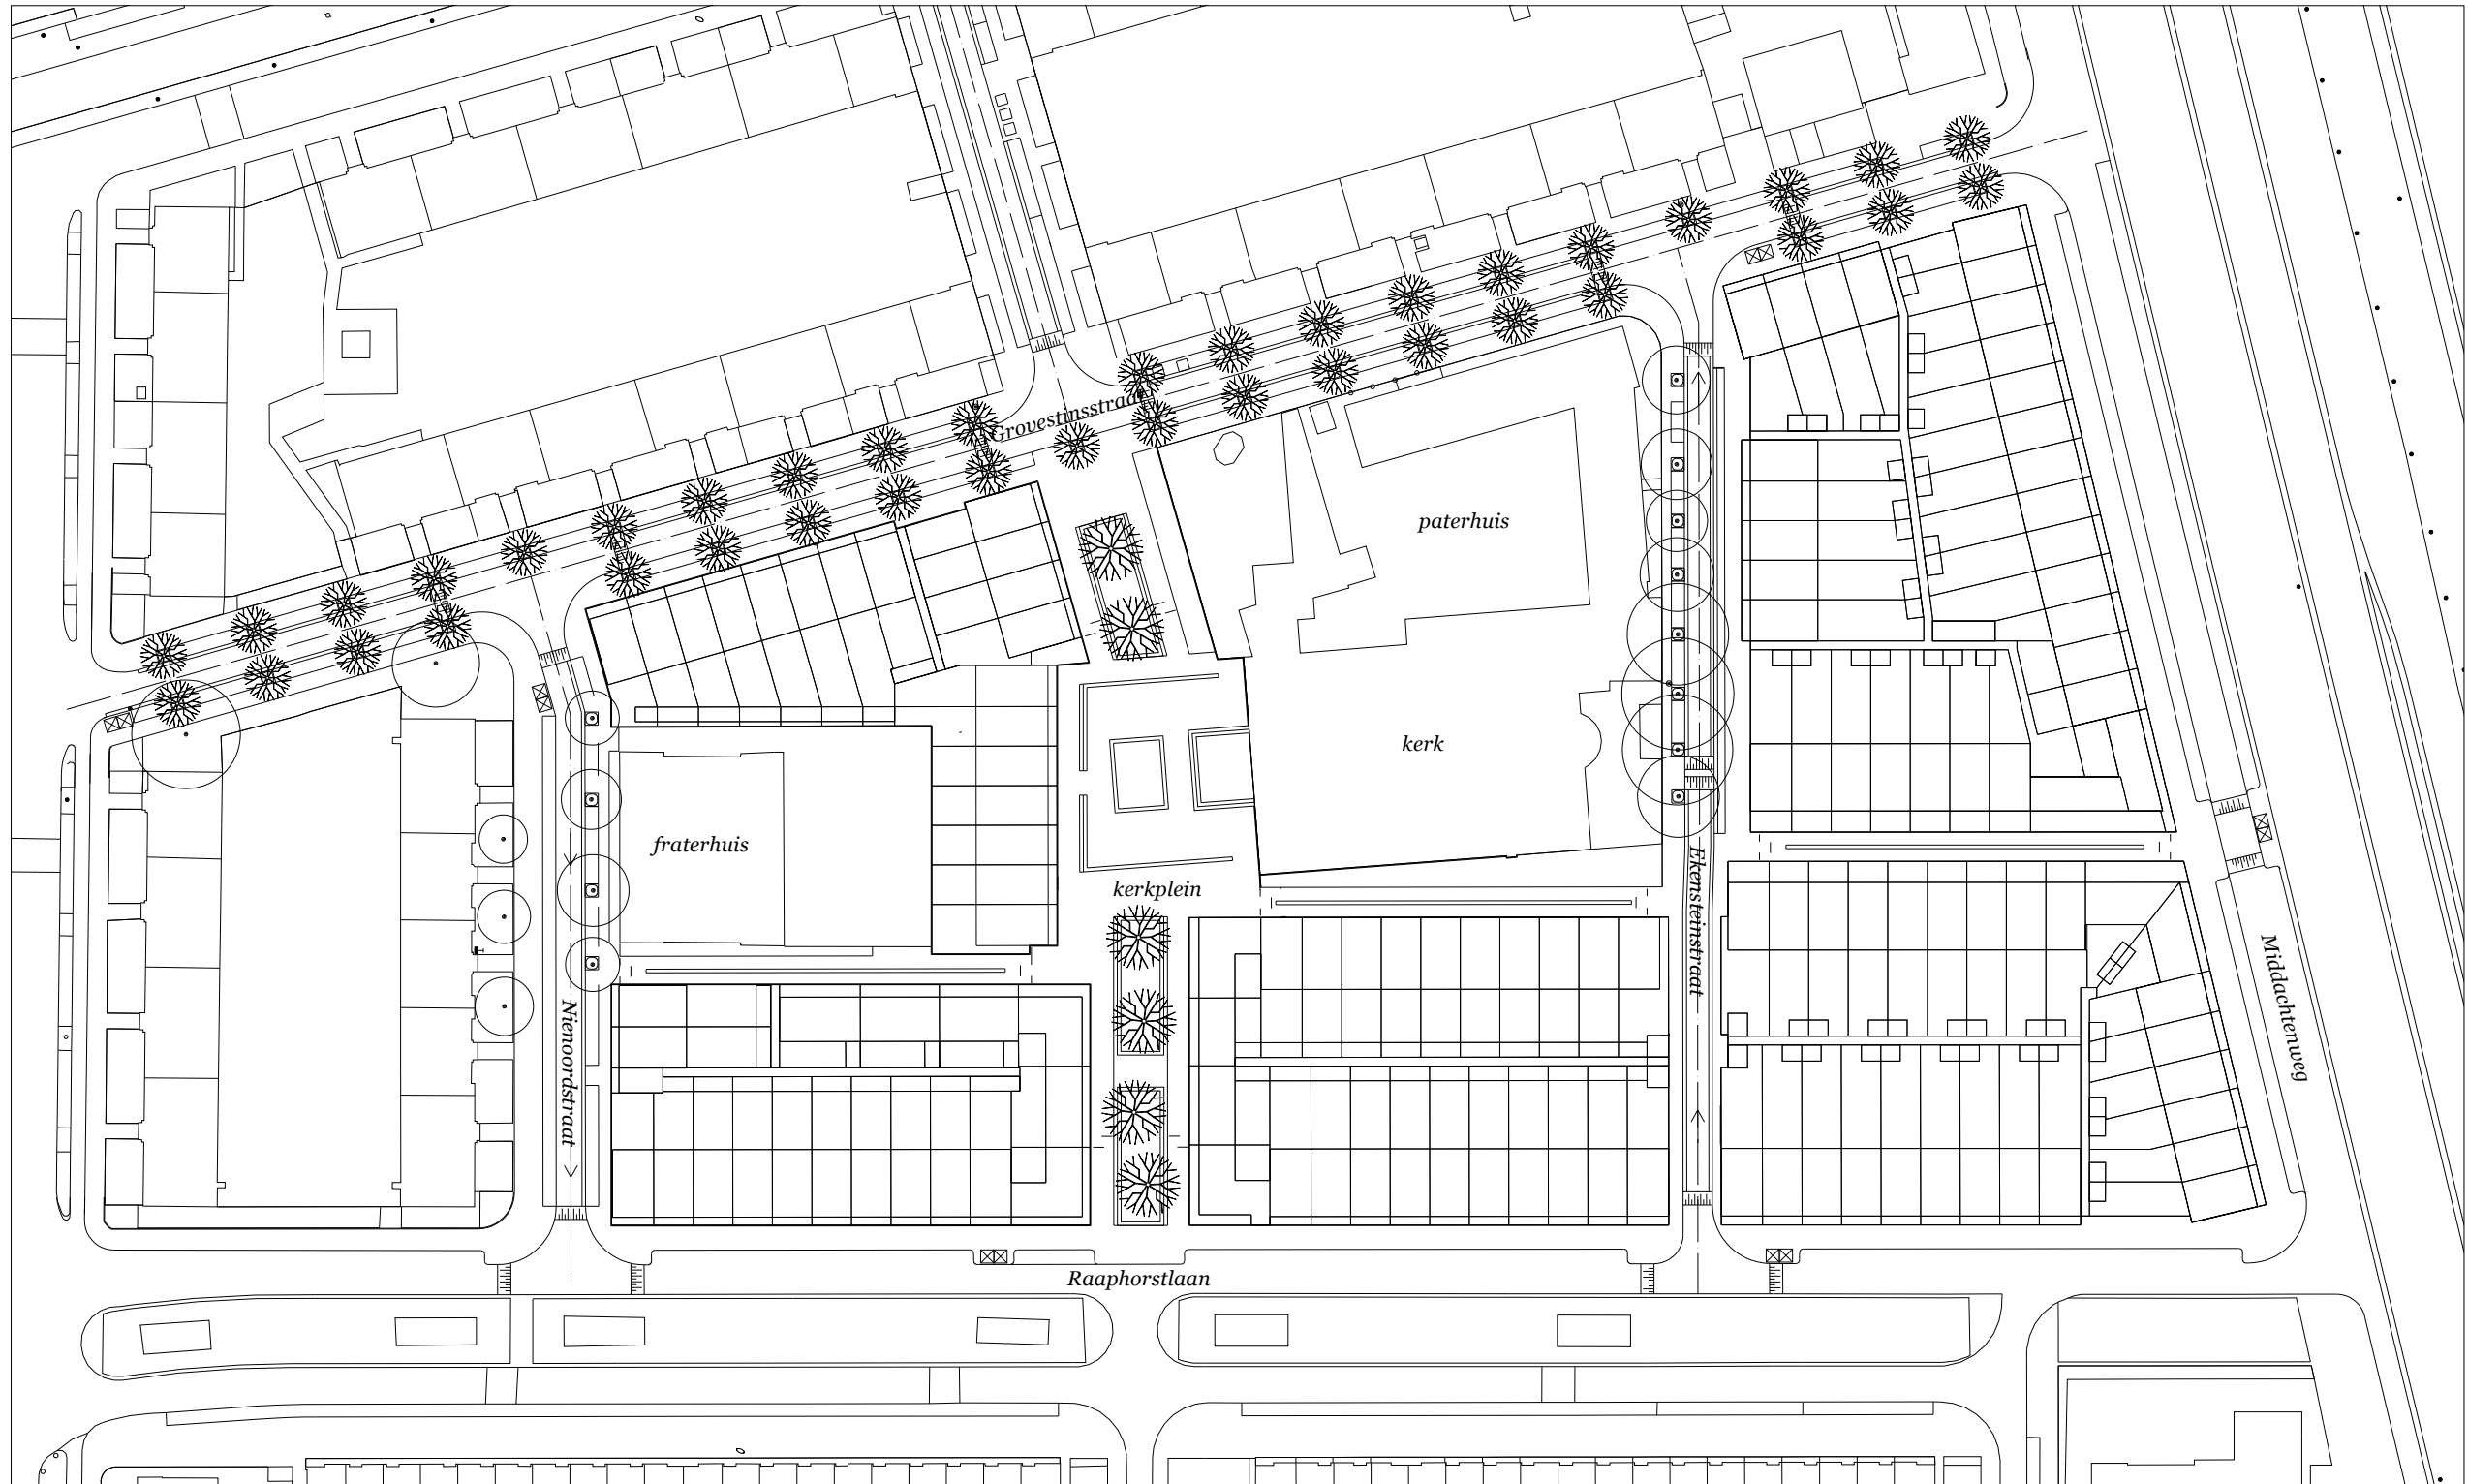 Grovestinsstraat
paterhuis
kerk
fraterhuis
kerkplein
Ekensteinstraat
Nienoordstraat
Middachtenweg
Raaphorstlaan